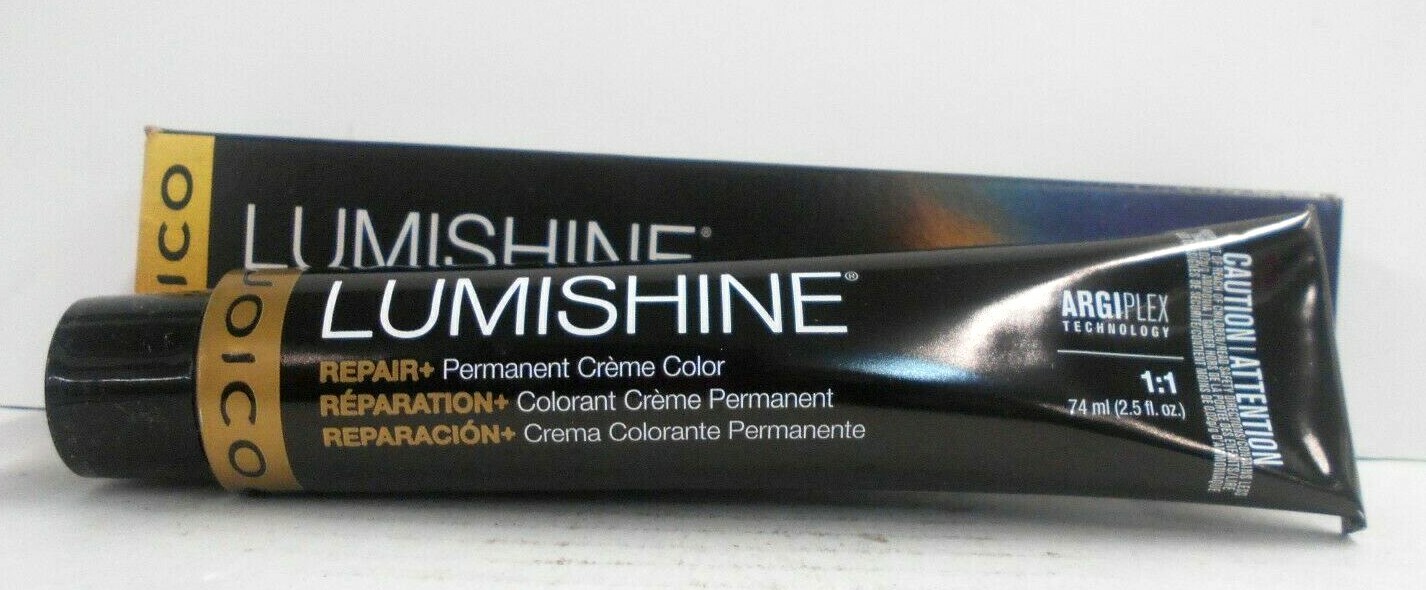 ICO
LUMISHINE®
JOICO
LUMISHINE®
REPAIR+ Permanent Crème Color
RÉPARATION+ Colorant Crème Permanent
REPARACIÓN+ Crema Colorante Permanente
ARGIPLEX
TECHNOLOGY
1:1
74 ml (2.5 fl. oz.)
CAUTION ATTENTION